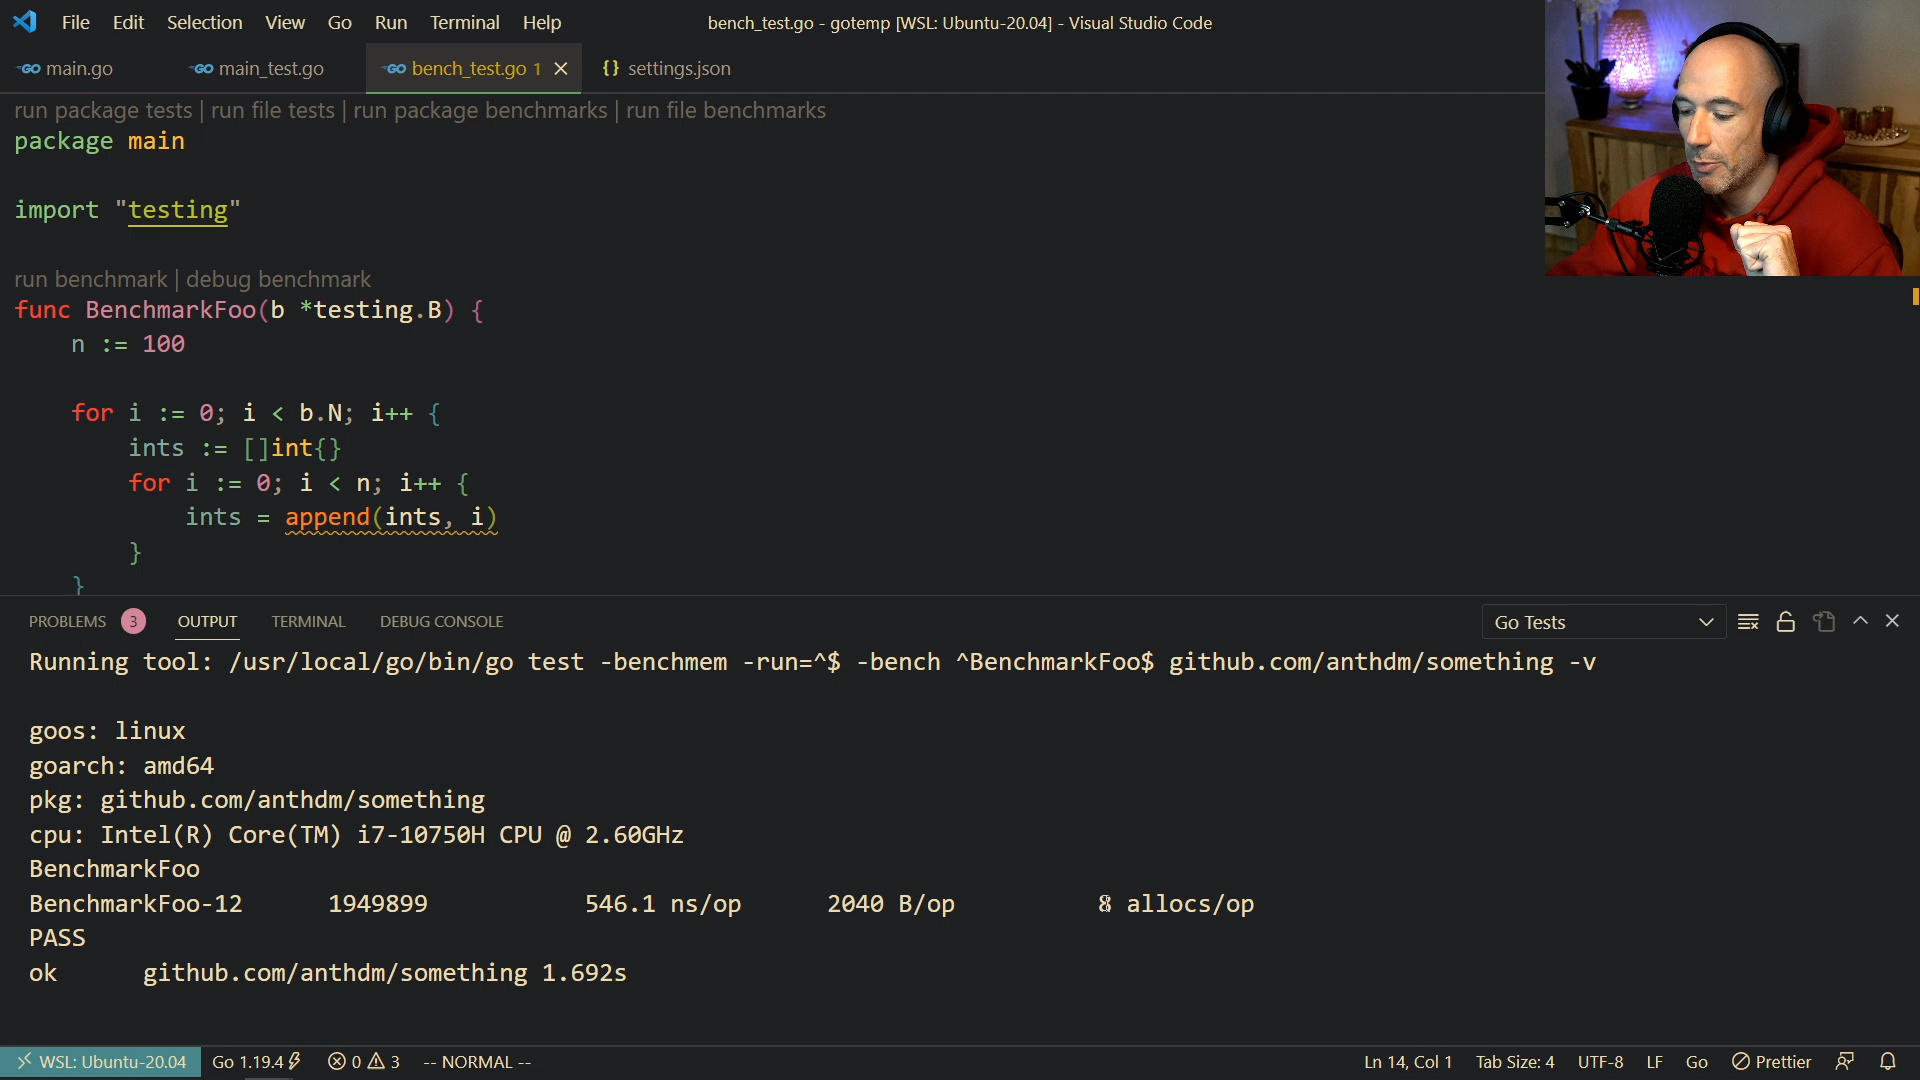 File Edit Selection View Go Run Terminal Help
bench_test.go - gotemp [WSL: Ubuntu-20.04] - Visual Studio Code
GO main.go GO main_test.go GO bench_test.go 1 {} settings.json
run package tests | run file tests | run package benchmarks | run file benchmarks
package main
import "testing"
run benchmark | debug benchmark
func BenchmarkFoo(b *testing.B) {
n := 100
for i := 0; i < b.N; i++ {
ints := []int{}
for i := 0; i < n; i++ {
ints = append(ints, i)
}
}
PROBLEMS 3 OUTPUT TERMINAL DEBUG CONSOLE Go Tests
Running tool: /usr/local/go/bin/go test -benchmem -run=^$ -bench ^BenchmarkFoo$ github.com/anthdm/something -v
goos: linux
goarch: amd64
pkg: github.com/anthdm/something
cpu: Intel(R) Core(TM) i7-10750H CPU @ 2.60GHz
BenchmarkFoo
BenchmarkFoo-12 1949899 546.1 ns/op 2040 B/op 8 allocs/op
PASS
ok github.com/anthdm/something 1.692s
WSL: Ubuntu-20.04 Go 1.19.4 0 3 -- NORMAL -- Ln 14, Col 1 Tab Size: 4 UTF-8 LF Go Prettier